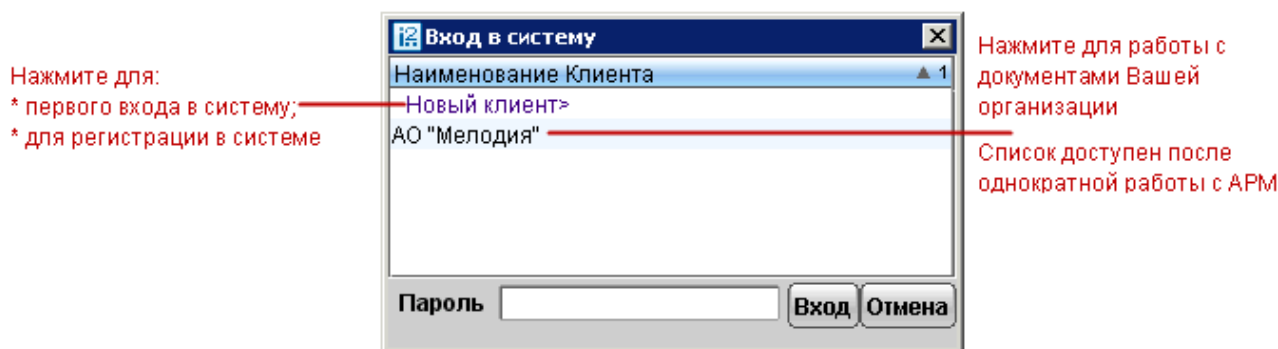 Нажмите для:
* первого входа в систему;
* для регистрации в системе
i2 Вход в систему
Наименование Клиента ▲ 1
Новый клиент>
АО "Мелодия"
Пароль
Вход Отмена
Нажмите для работы с
документами Вашей
организации
Список доступен после
однократной работы с АРМ